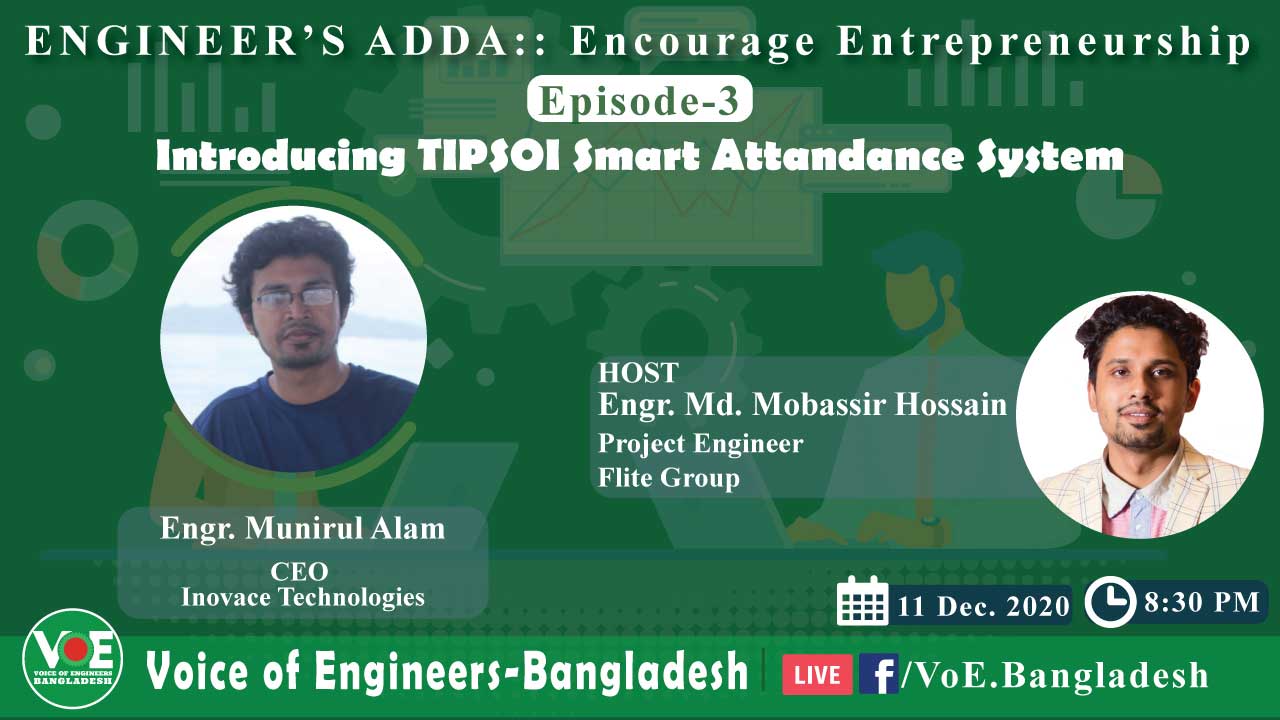 ENGINEER’S ADDA:: Encourage Entrepreneurship
Episode-3
Introducing TIPSOI Smart Attandance System
HOST
Engr. Md. Mobassir Hossain
Project Engineer
Flite Group
Engr. Munirul Alam
CEO
Inovace Technologies
11 Dec. 2020
8:30 PM
VOE
VOICE OF ENGINEERS
BANGLADESH
Voice of Engineers-Bangladesh
LIVE
f/VoE.Bangladesh